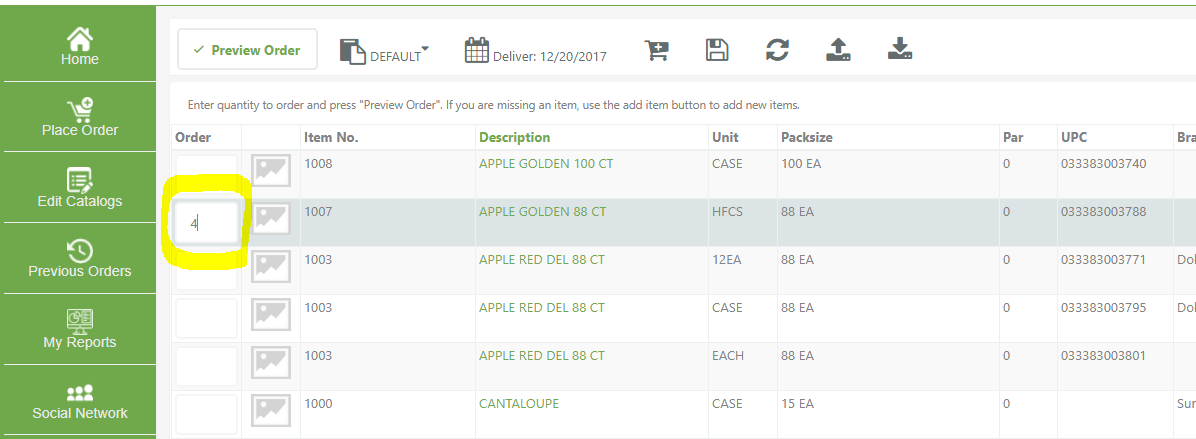 Home
Place Order
Edit Catalogs
Previous Orders
My Reports
Social Network
Preview Order DEFAULT Deliver: 12/20/2017
Enter quantity to order and press "Preview Order". If you are missing an item, use the add item button to add new items.
Order Item No. Description Unit Packsize Par UPC Bra
1008 APPLE GOLDEN 100 CT CASE 100 EA 0 033383003740
4 1007 APPLE GOLDEN 88 CT HFCS 88 EA 0 033383003788
1003 APPLE RED DEL 88 CT 12EA 88 EA 0 033383003771 Dol
1003 APPLE RED DEL 88 CT CASE 88 EA 0 033383003795 Dol
1003 APPLE RED DEL 88 CT EACH 88 EA 0 033383003801
1000 CANTALOUPE CASE 15 EA 0 Sur